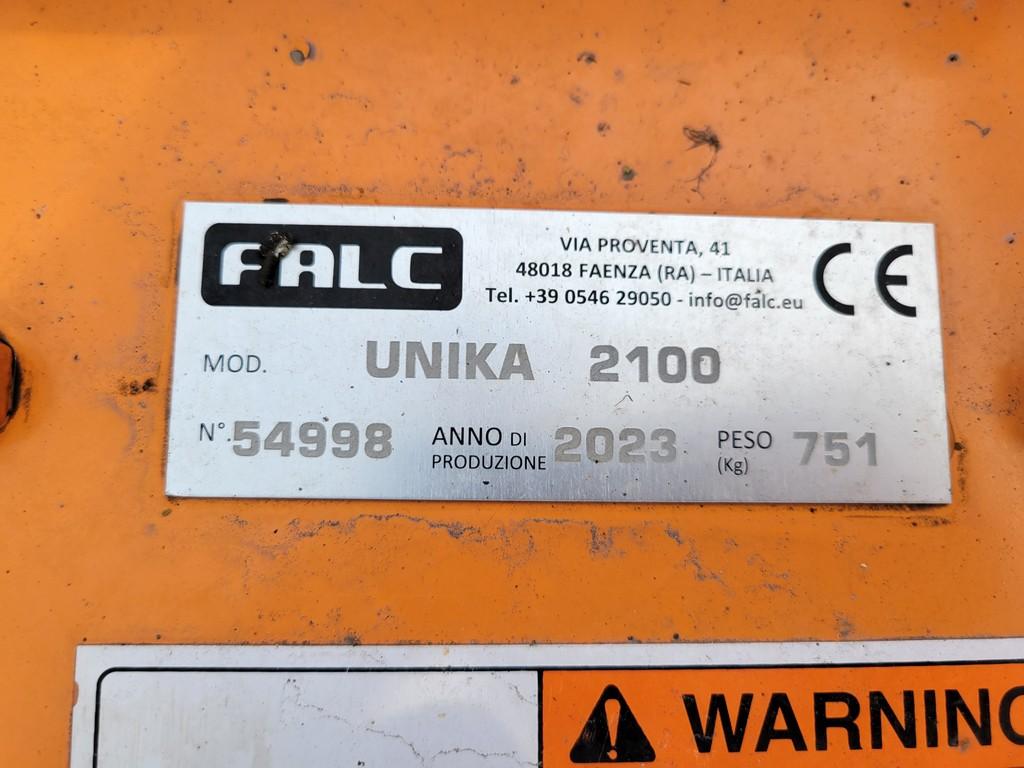 FALC
VIA PROVENTA, 41
48018 FAENZA (RA) – ITALIA
Tel. +39 0546 29050 - info@falc.eu
CE
MOD. UNIKA 2100
N°. 54998 ANNO DI PRODUZIONE 2023 PESO (Kg) 751
WARNING